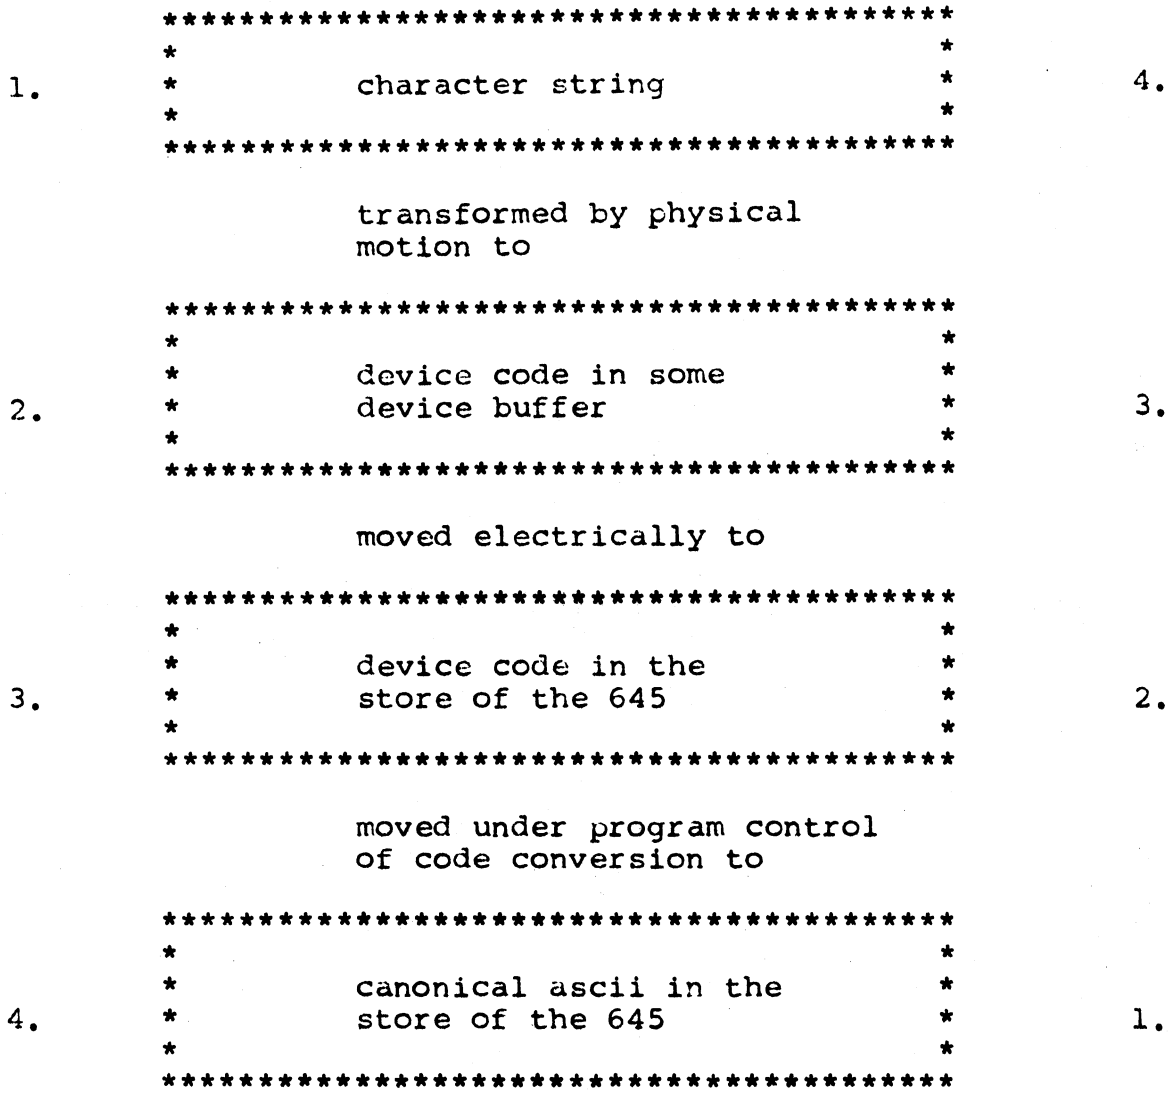 ****************************************
* *
1. * character string * 4.
* *
****************************************
transformed by physical
motion to
****************************************
* *
* device code in some *
2. * device buffer * 3.
* *
****************************************
moved electrically to
****************************************
* *
* device code in the *
3. * store of the 645 * 2.
* *
****************************************
moved under program control
of code conversion to
****************************************
* *
* canonical ascii in the *
4. * store of the 645 * 1.
* *
****************************************